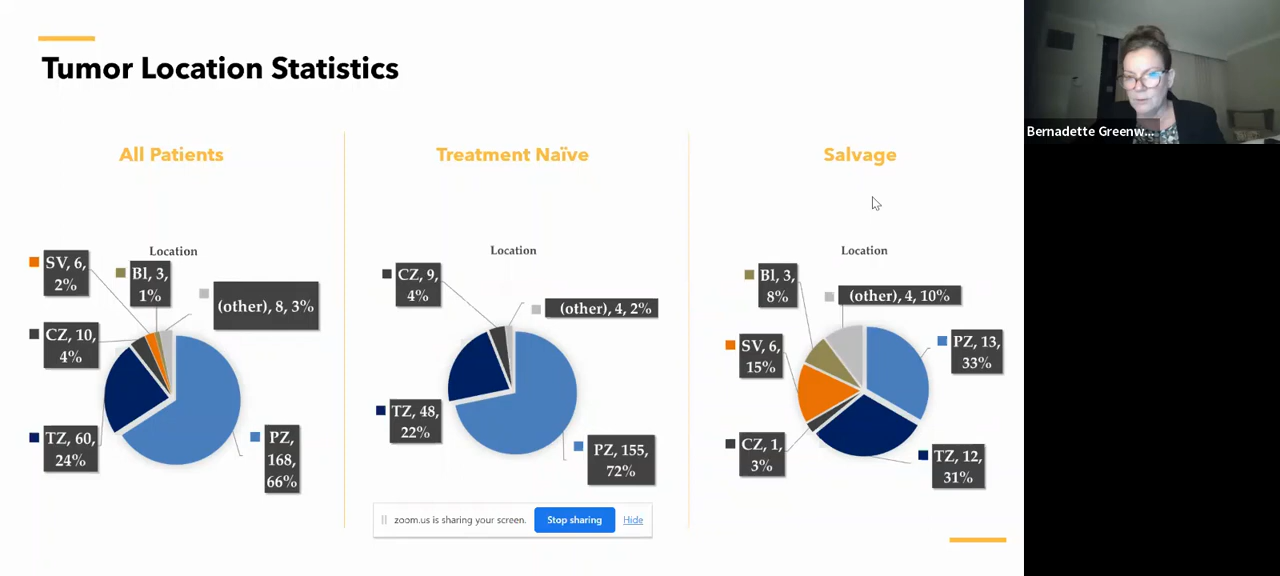 Tumor Location Statistics
All Patients
Location
SV, 6,
2%
Bl, 3,
1%
(other), 8, 3%
CZ, 10,
4%
TZ, 60,
24%
PZ,
168,
66%
Treatment Naïve
Location
CZ, 9,
4%
(other), 4, 2%
TZ, 48,
22%
PZ, 155,
72%
Salvage
Location
Bl, 3,
8%
(other), 4, 10%
PZ, 13,
33%
SV, 6,
15%
CZ, 1,
3%
TZ, 12,
31%
zoom.us is sharing your screen.
Stop sharing
Hide
Bernadette Greenw...